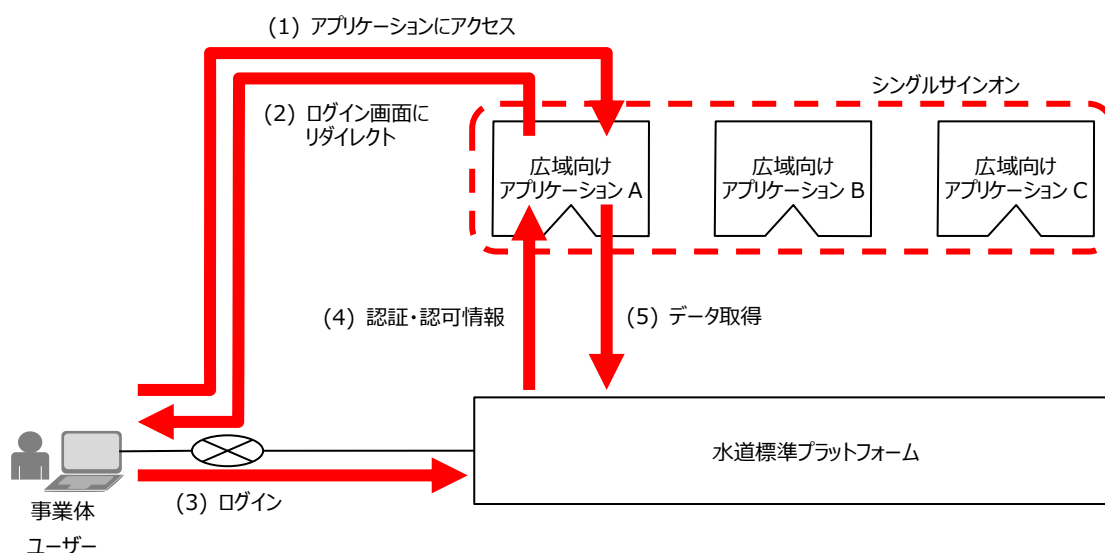 (1) アプリケーションにアクセス
シングルサインオン
(2) ログイン画面に
リダイレクト
広域向け
アプリケーション A
広域向け
アプリケーション B
広域向け
アプリケーション C
(4) 認証・認可情報
(5) データ取得
水道標準プラットフォーム
(3) ログイン
事業体
ユーザー